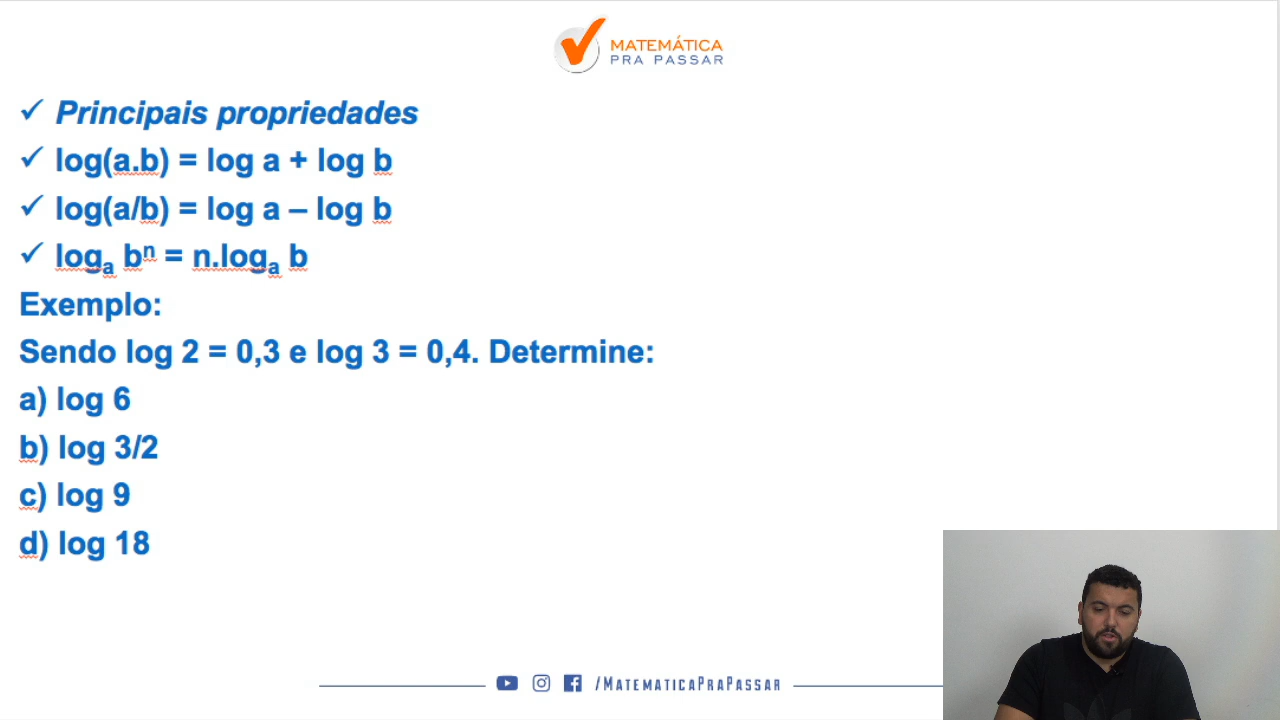 MATEMÁTICA
PRA PASSAR
✓ Principais propriedades
✓ log(a.b) = log a + log b
✓ log(a/b) = log a – log b
✓ logₐ bⁿ = n.logₐ b
Exemplo:
Sendo log 2 = 0,3 e log 3 = 0,4. Determine:
a) log 6
b) log 3/2
c) log 9
d) log 18
/MATEMATICAPRAPASSAR